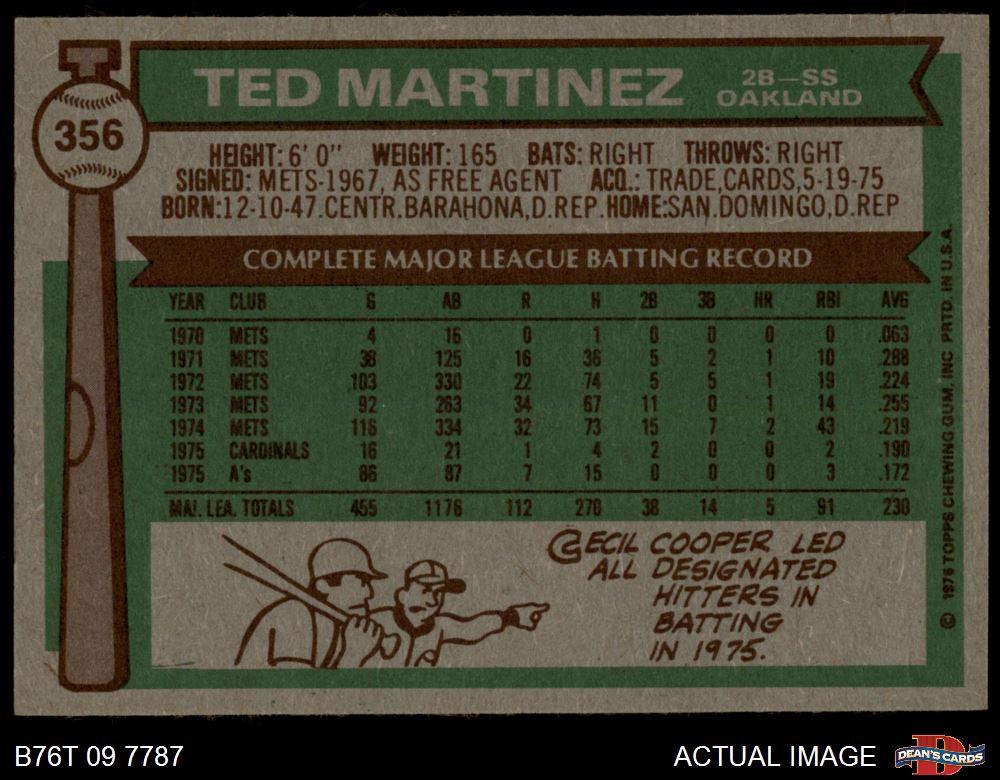 TED MARTINEZ
2B—SS
OAKLAND
356
HEIGHT: 6' 0" WEIGHT: 165 BATS: RIGHT THROWS: RIGHT
SIGNED: METS-1967, AS FREE AGENT ACQ.: TRADE,CARDS,5-19-75
BORN:12-10-47.CENTR.BARAHONA,D.REP.HOME:SAN.DOMINGO,D.REP
COMPLETE MAJOR LEAGUE BATTING RECORD
YEAR CLUB G AB R H 2B 3B HR RBI AVG
1970 METS 4 16 0 1 0 0 0 0 .063
1971 METS 38 125 16 36 5 2 1 10 .288
1972 METS 103 330 22 74 5 5 1 19 .224
1973 METS 92 263 34 67 11 0 1 14 .255
1974 METS 116 334 32 73 15 7 2 43 .219
1975 CARDINALS 16 21 1 4 2 0 0 2 .190
1975 A's 86 87 7 15 0 0 0 3 .172
MAJ. LEA. TOTALS 455 1176 112 270 38 14 5 91 .230
CECIL COOPER LED
ALL DESIGNATED
HITTERS IN
BATTING
IN 1975.
© 1976 TOPPS CHEWING GUM, INC PRTD. IN U.S.A.
B76T 09 7787
ACTUAL IMAGE
D
DEAN'S CARDS